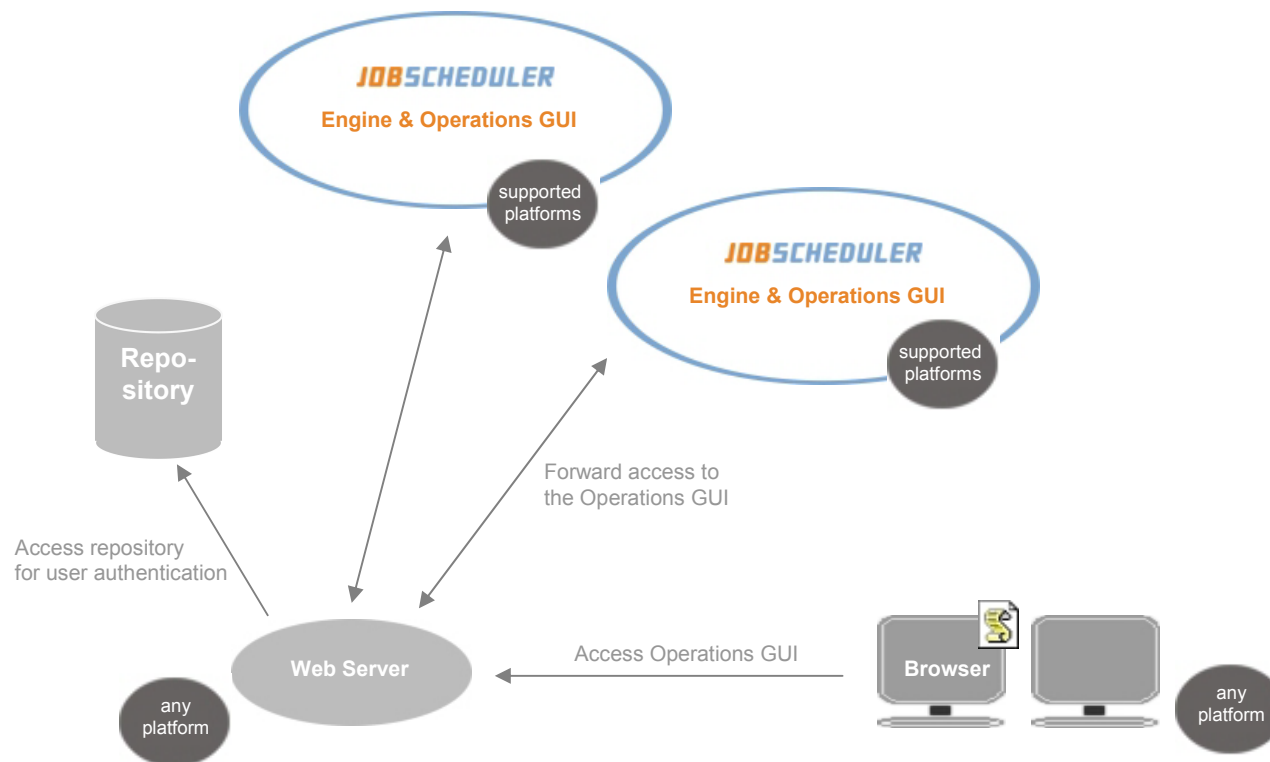 JOBSCHEDULER
Engine & Operations GUI
supported
platforms
JOBSCHEDULER
Engine & Operations GUI
supported
platforms
Repo-
sitory
Forward access to
the Operations GUI
Access repository
for user authentication
Web Server
any
platform
Access Operations GUI
Browser
any
platform